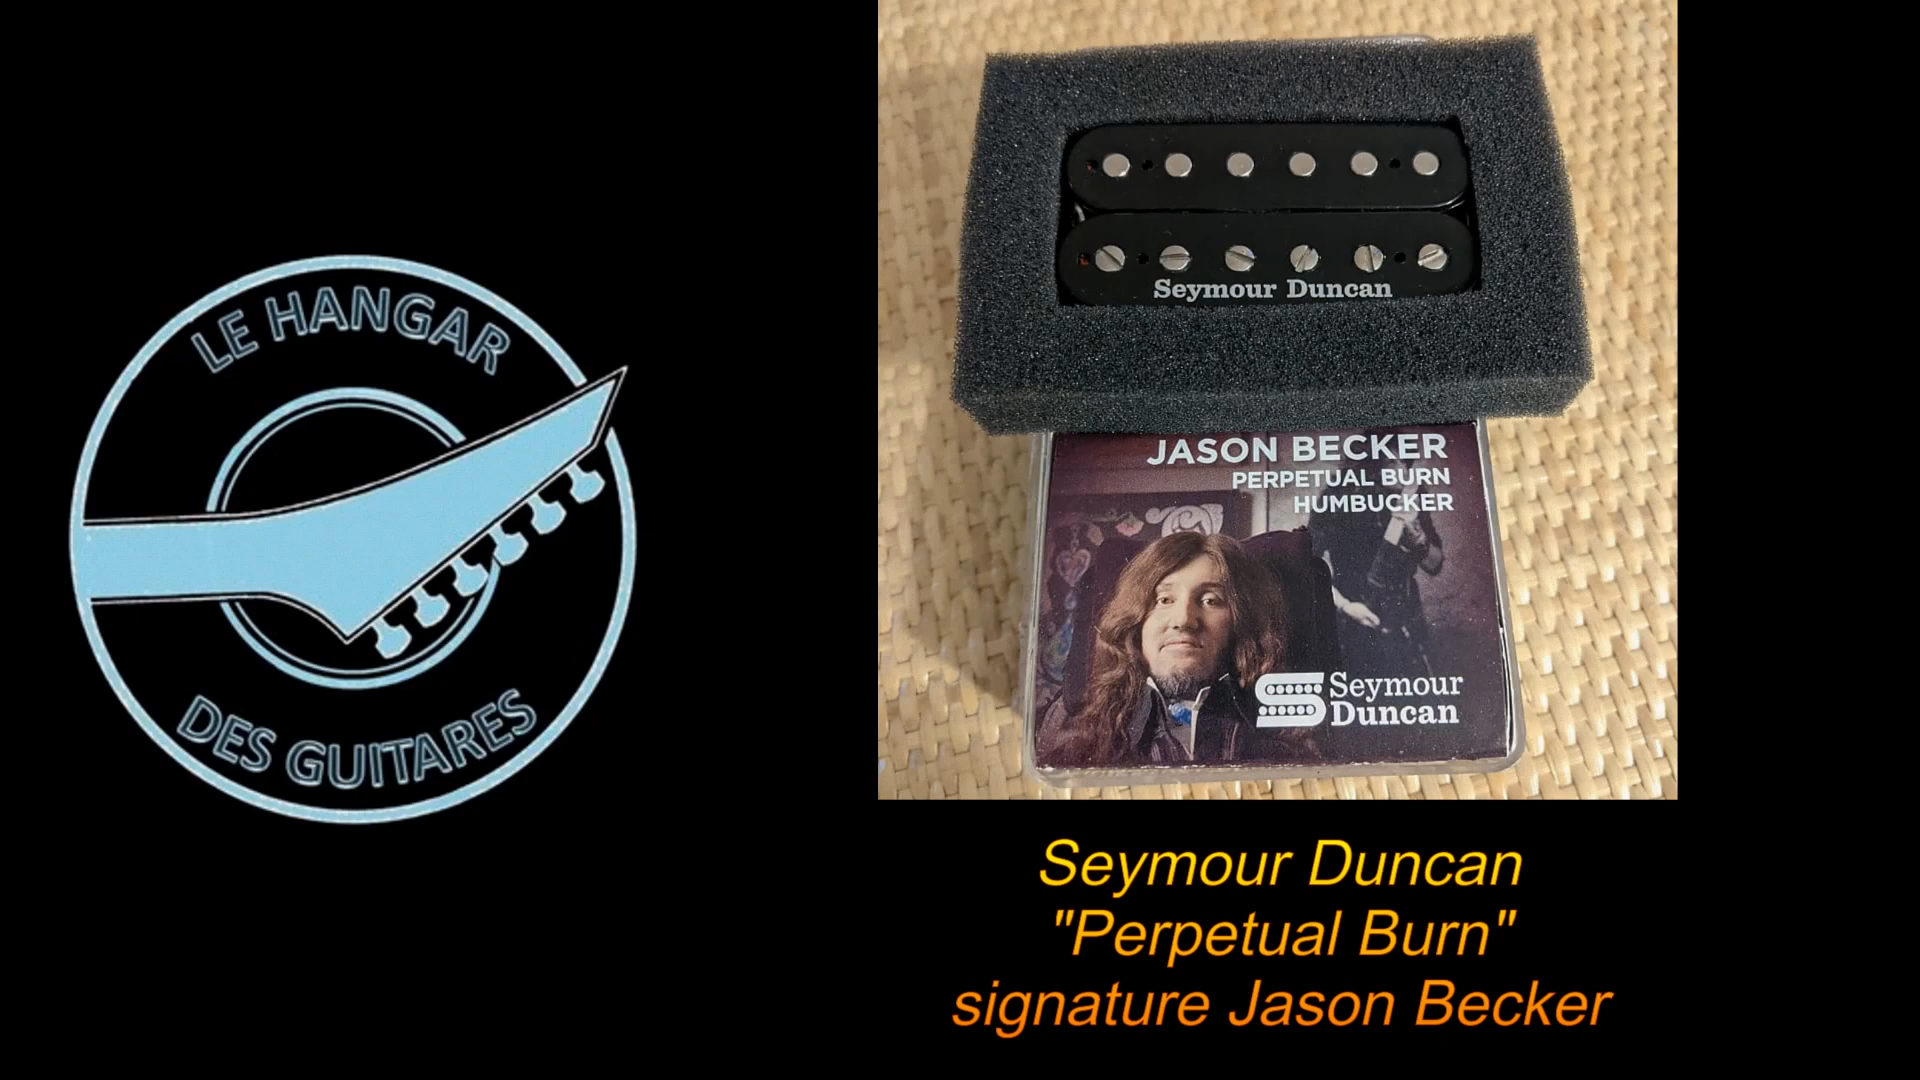 LE HANGAR
DES GUITARES
Seymour Duncan
JASON BECKER
PERPETUAL BURN
HUMBUCKER
Seymour
Duncan
Seymour Duncan
"Perpetual Burn"
signature Jason Becker